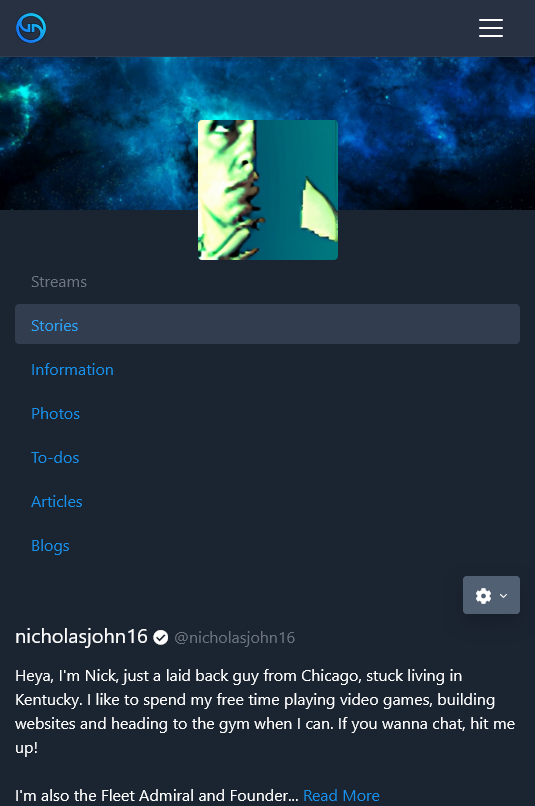 Streams
Stories
Information
Photos
To-dos
Articles
Blogs
nicholasjohn16 @nicholasjohn16
Heya, I'm Nick, just a laid back guy from Chicago, stuck living in
Kentucky. I like to spend my free time playing video games, building
websites and heading to the gym when I can. If you wanna chat, hit me
up!
I'm also the Fleet Admiral and Founder... Read More